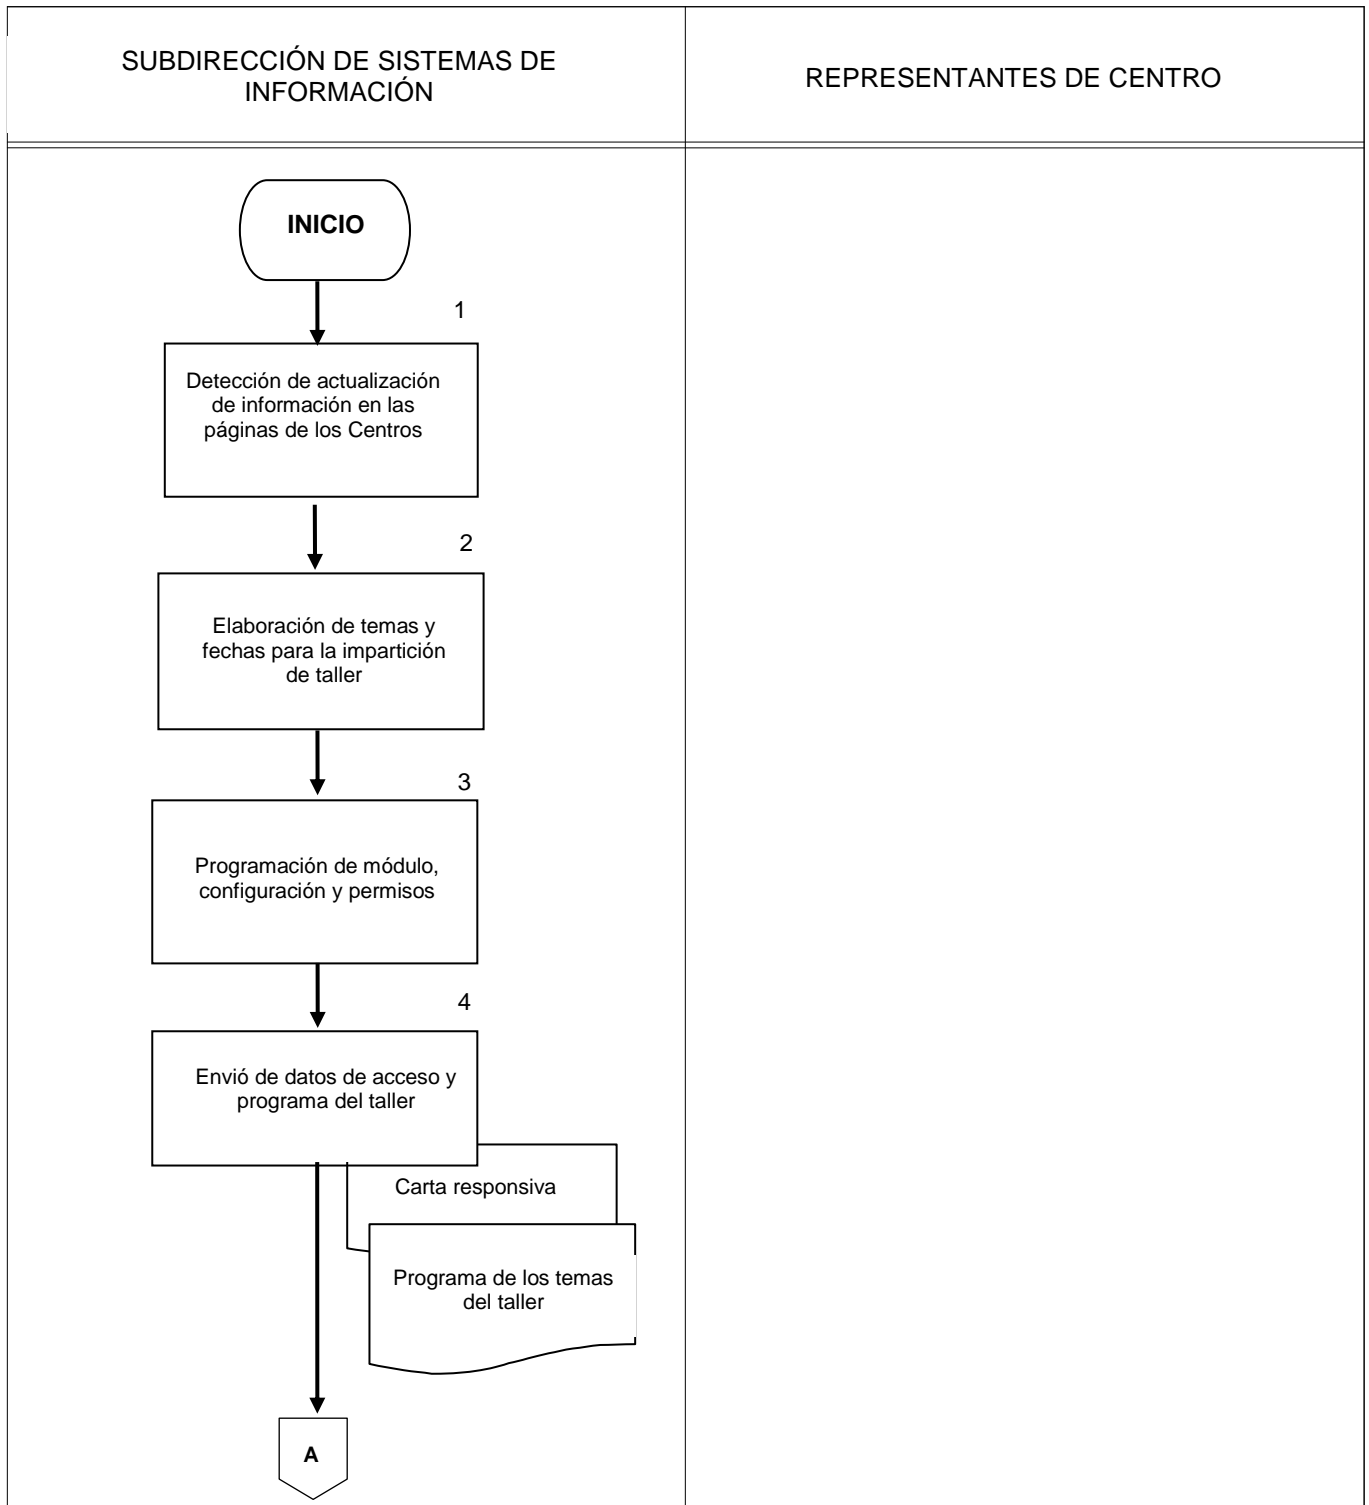 SUBDIRECCIÓN DE SISTEMAS DE
INFORMACIÓN
REPRESENTANTES DE CENTRO
INICIO
1
Detección de actualización
de información en las
páginas de los Centros
2
Elaboración de temas y
fechas para la impartición
de taller
3
Programación de módulo,
configuración y permisos
4
Envió de datos de acceso y
programa del taller
Carta responsiva
Programa de los temas
del taller
A